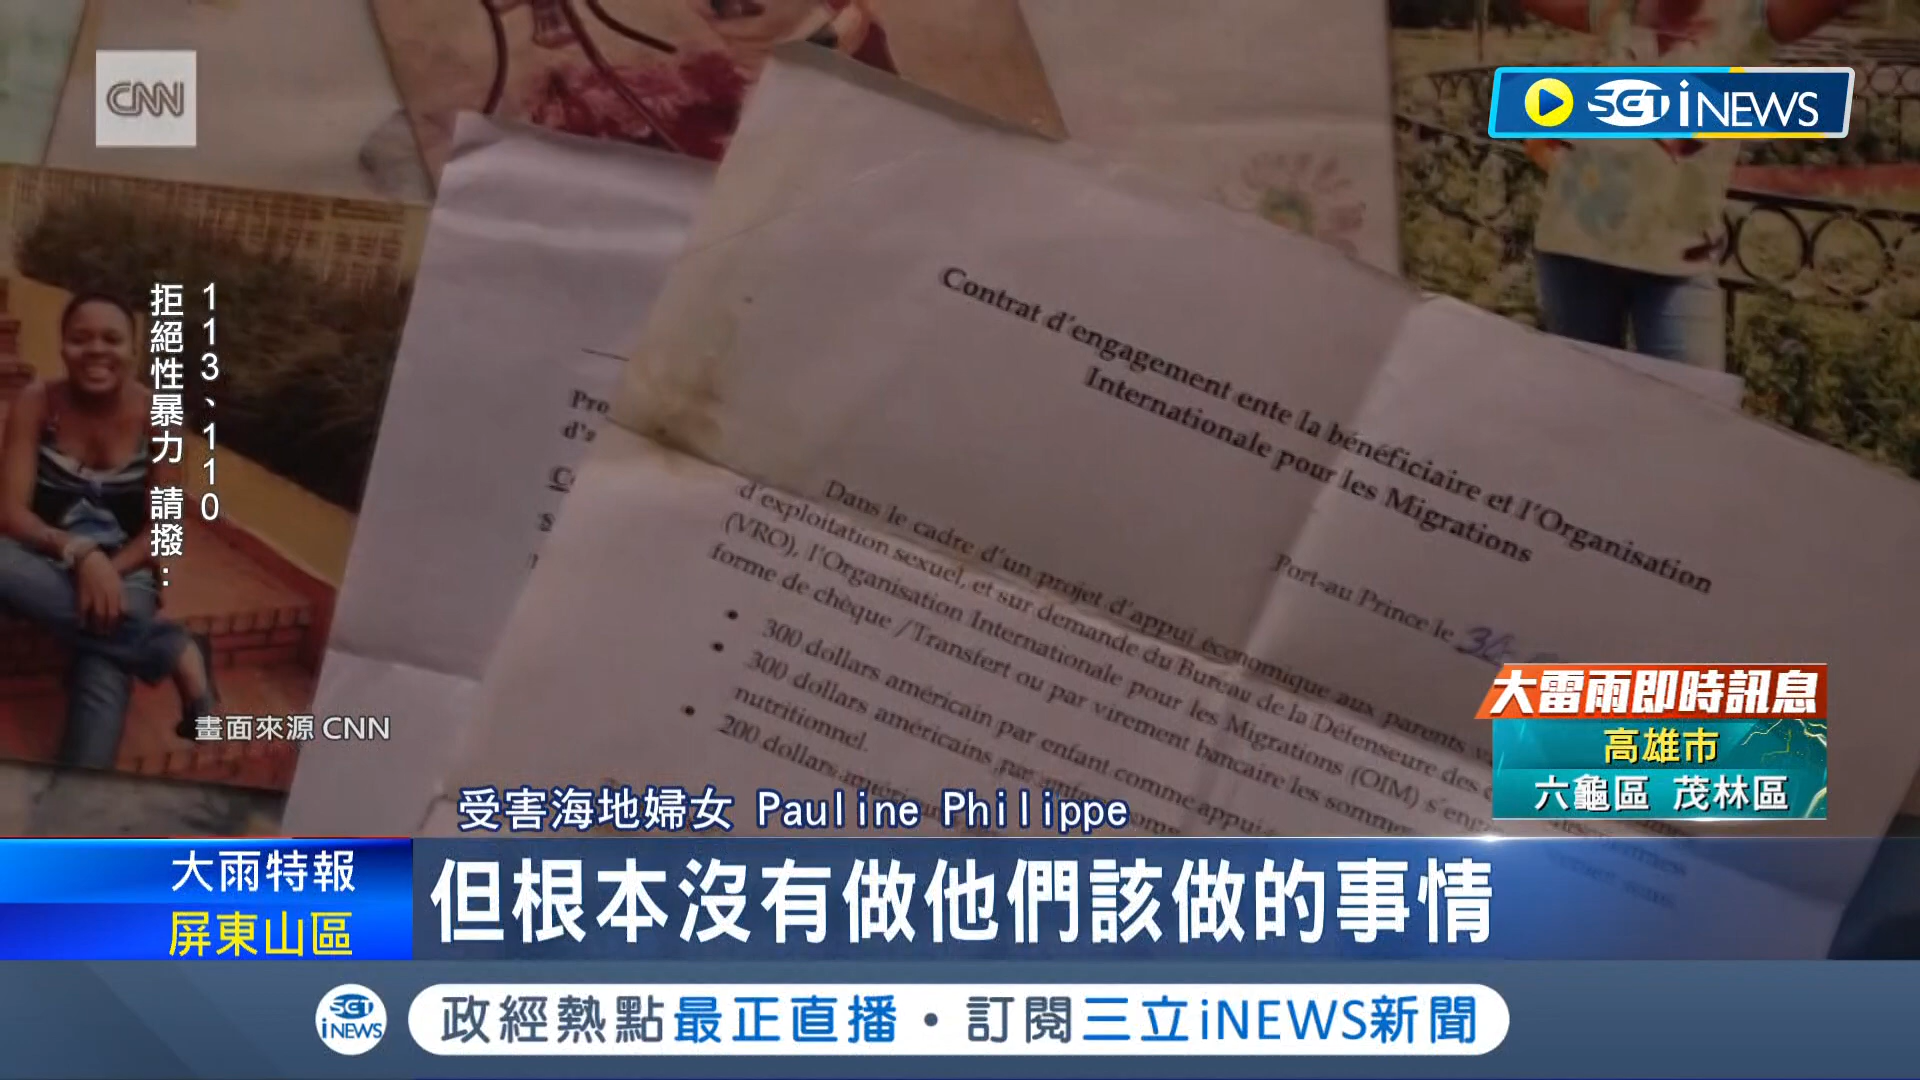 CNN
SET iNEWS
113、110
拒絕性暴力 請撥：
Contrat d'engagement ente la bénéficiaire et l'Organisation
Internationale pour les Migrations
Port-au Prince le
Dans le cadre d'un projet d'appui économique aux parents
d'exploitation sexuel, et sur demande du Bureau de la Défenseure des
(VRO), l'Organisation Internationale pour les Migrations (OIM) s'eng
forme de chèque /Transfert ou par virement bancaire les somm
• 300 dollars américain par enfant comme appui
• 300 dollars américains par
nutritionnel.
• 200 dollars
Pro
畫面來源 CNN
大雷雨即時訊息
高雄市
六龜區 茂林區
受害海地婦女 Pauline Philippe
大雨特報
屏東山區
但根本沒有做他們該做的事情
SET iNEWS
政經熱點最正直播・訂閱三立iNEWS新聞